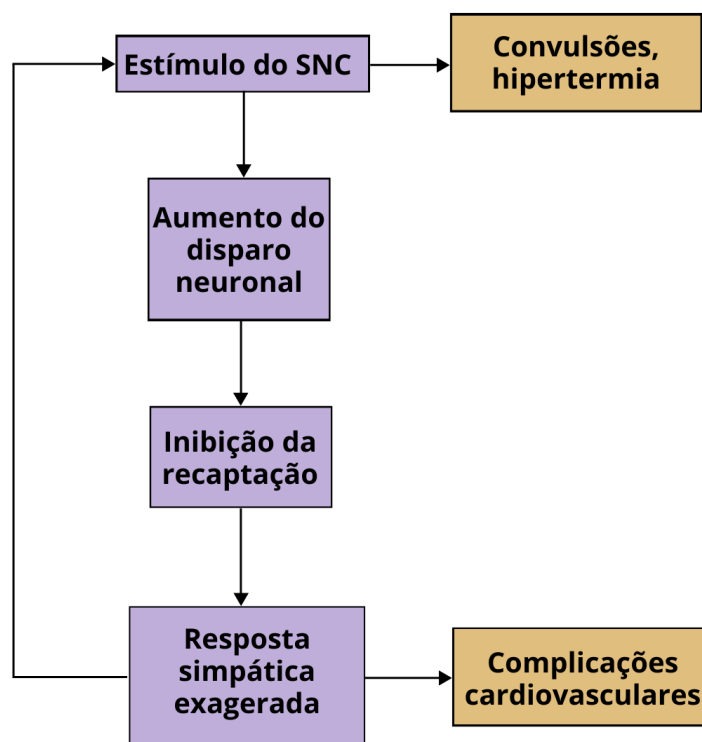 Estímulo do SNC
Convulsões,
hipertermia
Aumento do
disparo
neuronal
Inibição da
recaptação
Resposta
simpática
exagerada
Complicações
cardiovasculares